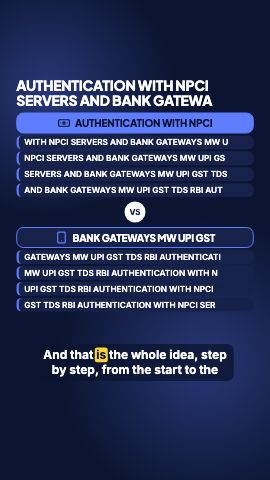 AUTHENTICATION WITH NPCI
SERVERS AND BANK GATEWA
AUTHENTICATION WITH NPCI
WITH NPCI SERVERS AND BANK GATEWAYS MW U
NPCI SERVERS AND BANK GATEWAYS MW UPI GS
SERVERS AND BANK GATEWAYS MW UPI GST TDS
AND BANK GATEWAYS MW UPI GST TDS RBI AUT
VS
BANK GATEWAYS MW UPI GST
GATEWAYS MW UPI GST TDS RBI AUTHENTICATI
MW UPI GST TDS RBI AUTHENTICATION WITH N
UPI GST TDS RBI AUTHENTICATION WITH NPCI
GST TDS RBI AUTHENTICATION WITH NPCI SER
And that is the whole idea, step
by step, from the start to the